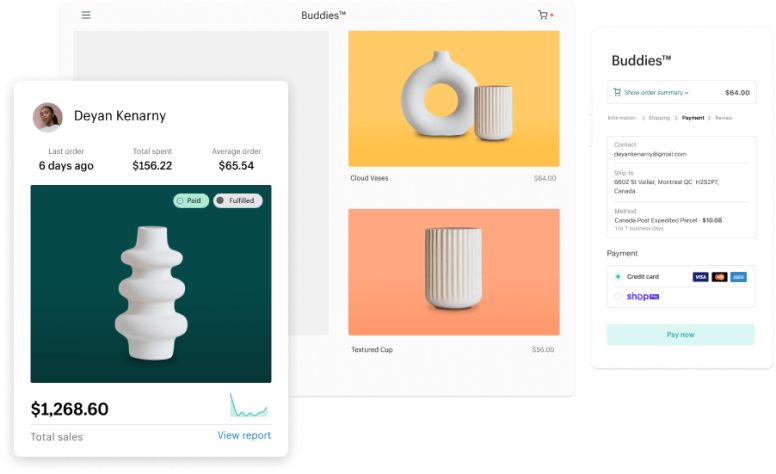 Buddies™
Deyan Kenarny
Last order
Total spent
Average order
6 days ago
$156.22
$65.54
Paid
Fulfilled
$1,268.60
Total sales
View report
Cloud Vases
$64.00
Textured Cup
$56.00
Buddies™
Show order summary
$64.00
Information > Shipping > Payment > Review
Contact
deyankenarny@gmail.com
Ship to
6602 St Vallier, Montreal QC H2S2P7,
Canada
Method
Canada Post Expedited Parcel · $10.08
1 to 7 business days
Payment
Credit card
VISA
AMEX
shop Pay
Pay now